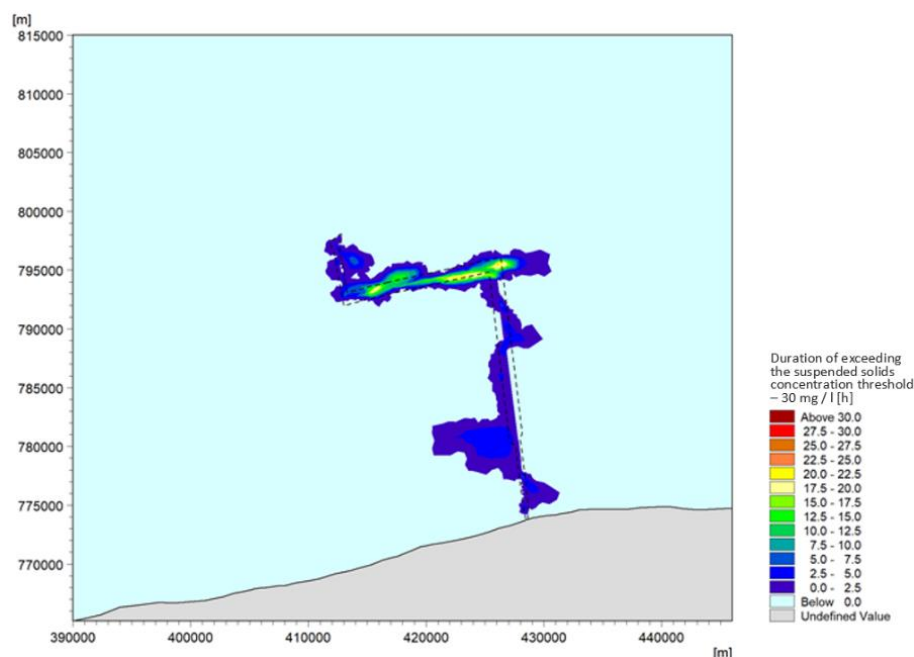 [m]
815000
810000
805000
800000
795000
790000
785000
780000
775000
770000
390000 400000 410000 420000 430000 440000
[m]
Duration of exceeding
the suspended solids
concentration threshold
– 30 mg / l [h]
Above 30.0
27.5 - 30.0
25.0 - 27.5
22.5 - 25.0
20.0 - 22.5
17.5 - 20.0
15.0 - 17.5
12.5 - 15.0
10.0 - 12.5
7.5 - 10.0
5.0 - 7.5
2.5 - 5.0
0.0 - 2.5
Below 0.0
Undefined Value